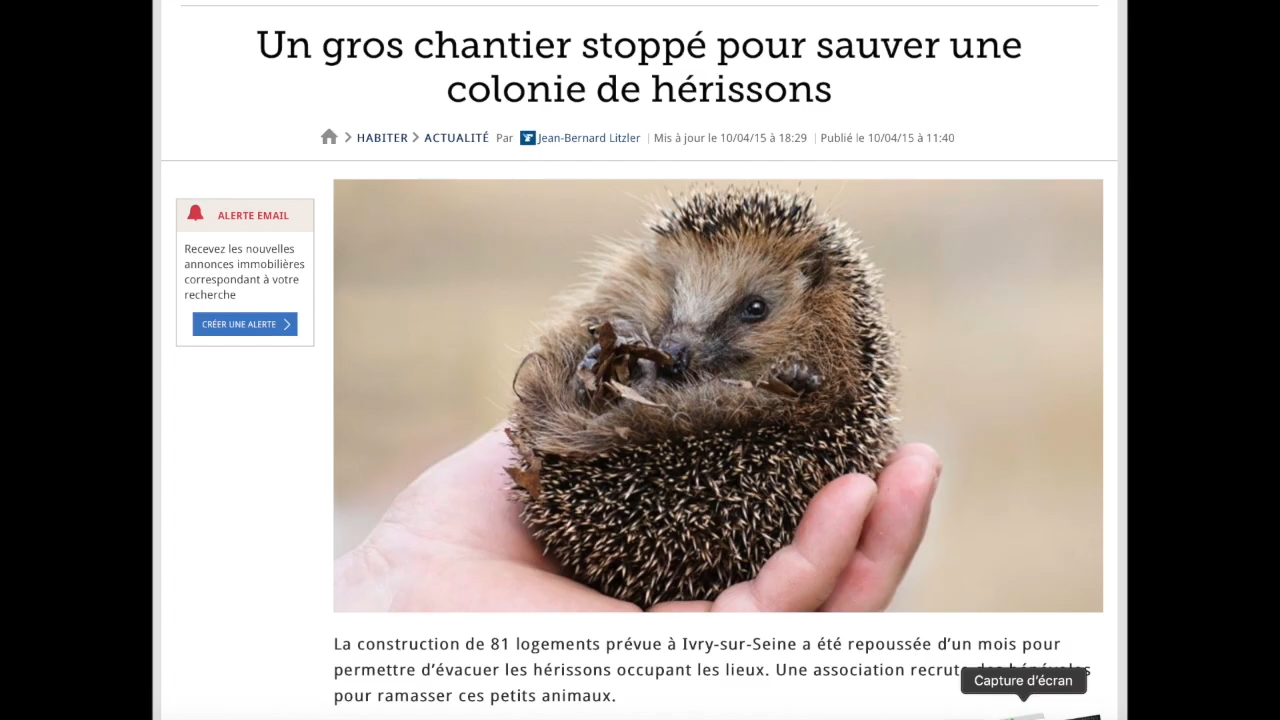 Un gros chantier stoppé pour sauver une
colonie de hérissons
HABITER ACTUALITÉ Par Jean-Bernard Litzler Mis à jour le 10/04/15 à 18:29 Publié le 10/04/15 à 11:40
ALERTE EMAIL
Recevez les nouvelles
annonces immobilières
correspondant à votre
recherche
CRÉER UNE ALERTE
La construction de 81 logements prévue à Ivry-sur-Seine a été repoussée d'un mois pour
permettre d'évacuer les hérissons occupant les lieux. Une association recrute des bénévoles
pour ramasser ces petits animaux.
Capture d'écran